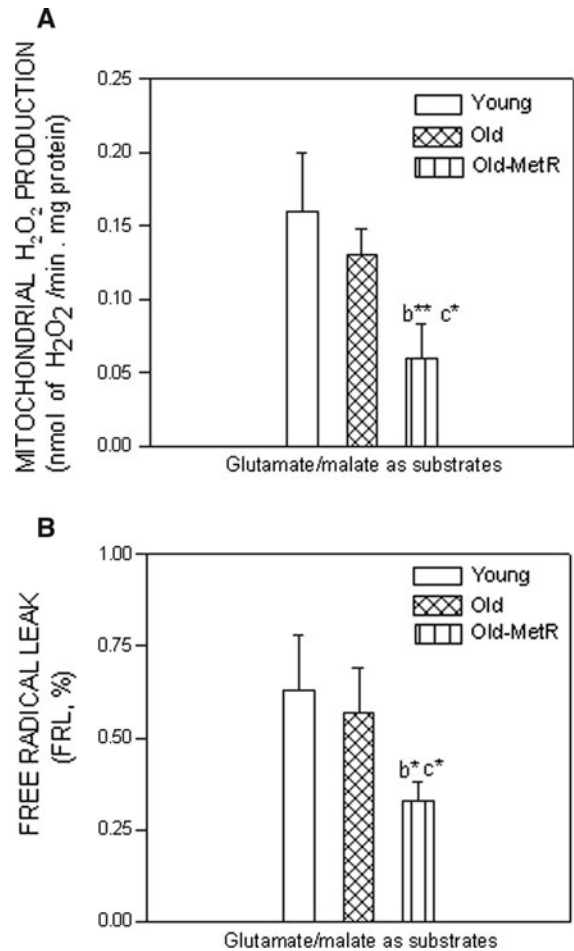 A
MITOCHONDRIAL H₂O₂ PRODUCTION
(nmol of H₂O₂ /min . mg protein)
0.25
0.20
0.15
0.10
0.05
0.00
Young
Old
Old-MetR
b** c*
Glutamate/malate as substrates
B
FREE RADICAL LEAK
(FRL, %)
1.00
0.75
0.50
0.25
0.00
Young
Old
Old-MetR
b* c*
Glutamate/malate as substrates